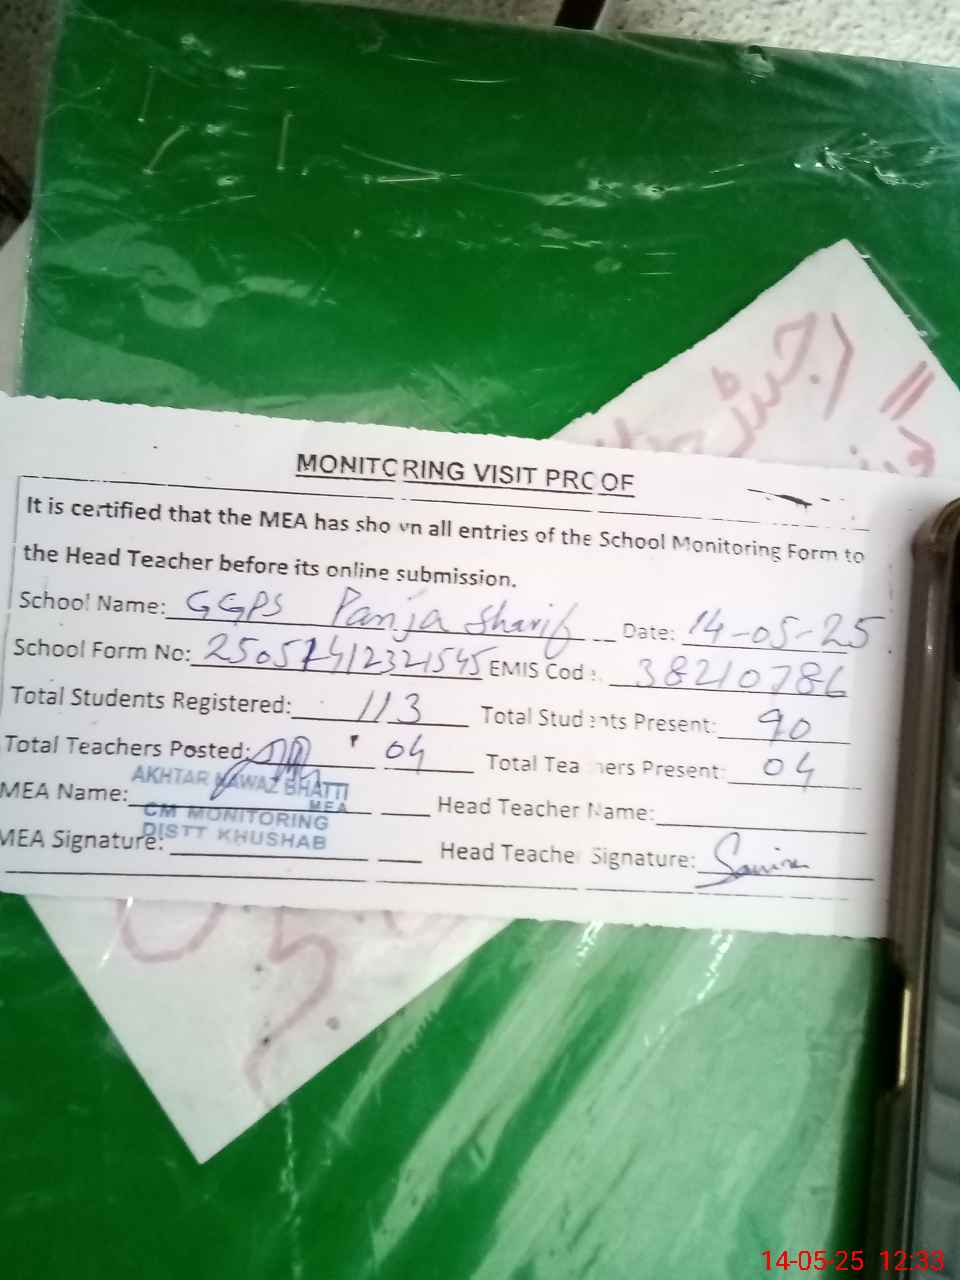 رجسٹر
MONITORING VISIT PROOF
It is certified that the MEA has shown all entries of the School Monitoring Form to
the Head Teacher before its online submission.
School Name: GGPS Panja Sharif Date: 14-05-25
School Form No: 25051412321545 EMIS Code: 38210786
Total Students Registered: 113 Total Students Present: 90
Total Teachers Posted: 04 Total Teachers Present: 04
MEA Name: AKHTAR NAWAZ BHATTI Head Teacher Name:
MEA
CM MONITORING
DISTT KHUSHAB
MEA Signature: Head Teacher Signature:
14-05-25 12:33